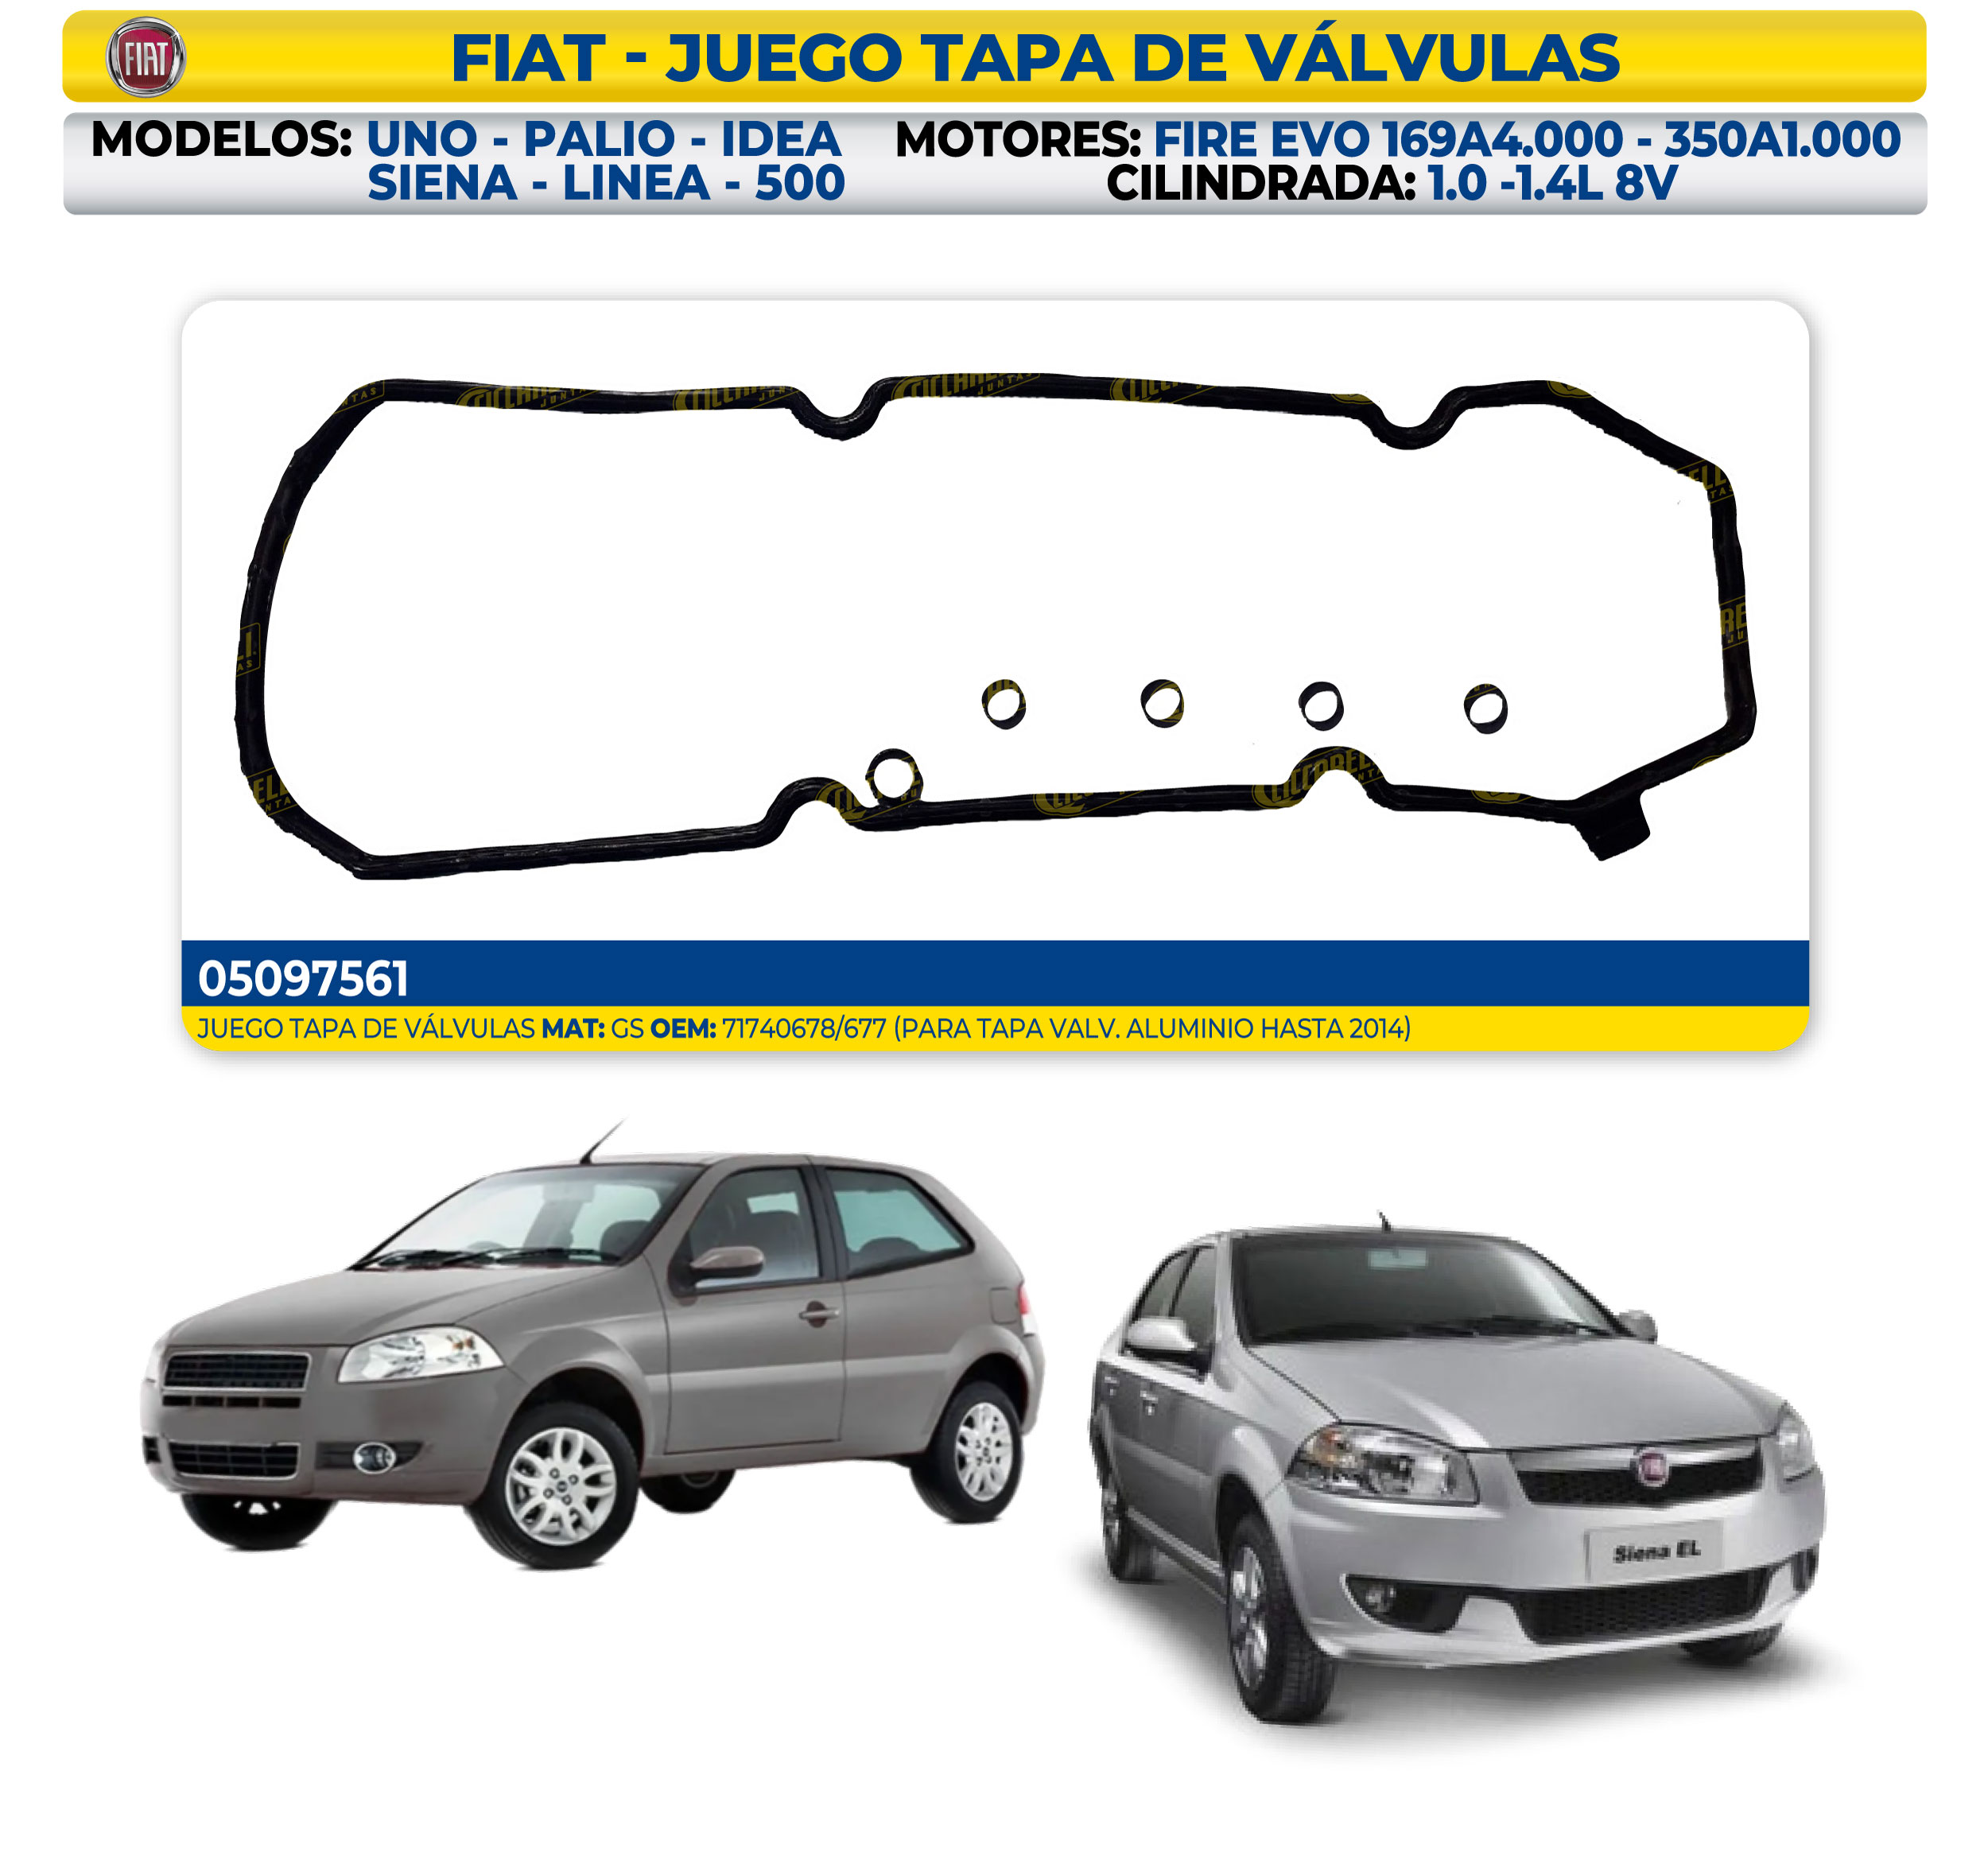 FIAT
FIAT - JUEGO TAPA DE VÁLVULAS
MODELOS: UNO - PALIO - IDEA
SIENA - LINEA - 500
MOTORES: FIRE EVO 169A4.000 - 350A1.000
CILINDRADA: 1.0 -1.4L 8V
05097561
JUEGO TAPA DE VÁLVULAS MAT: GS OEM: 71740678/677 (PARA TAPA VALV. ALUMINIO HASTA 2014)
FIAT
Siena EL